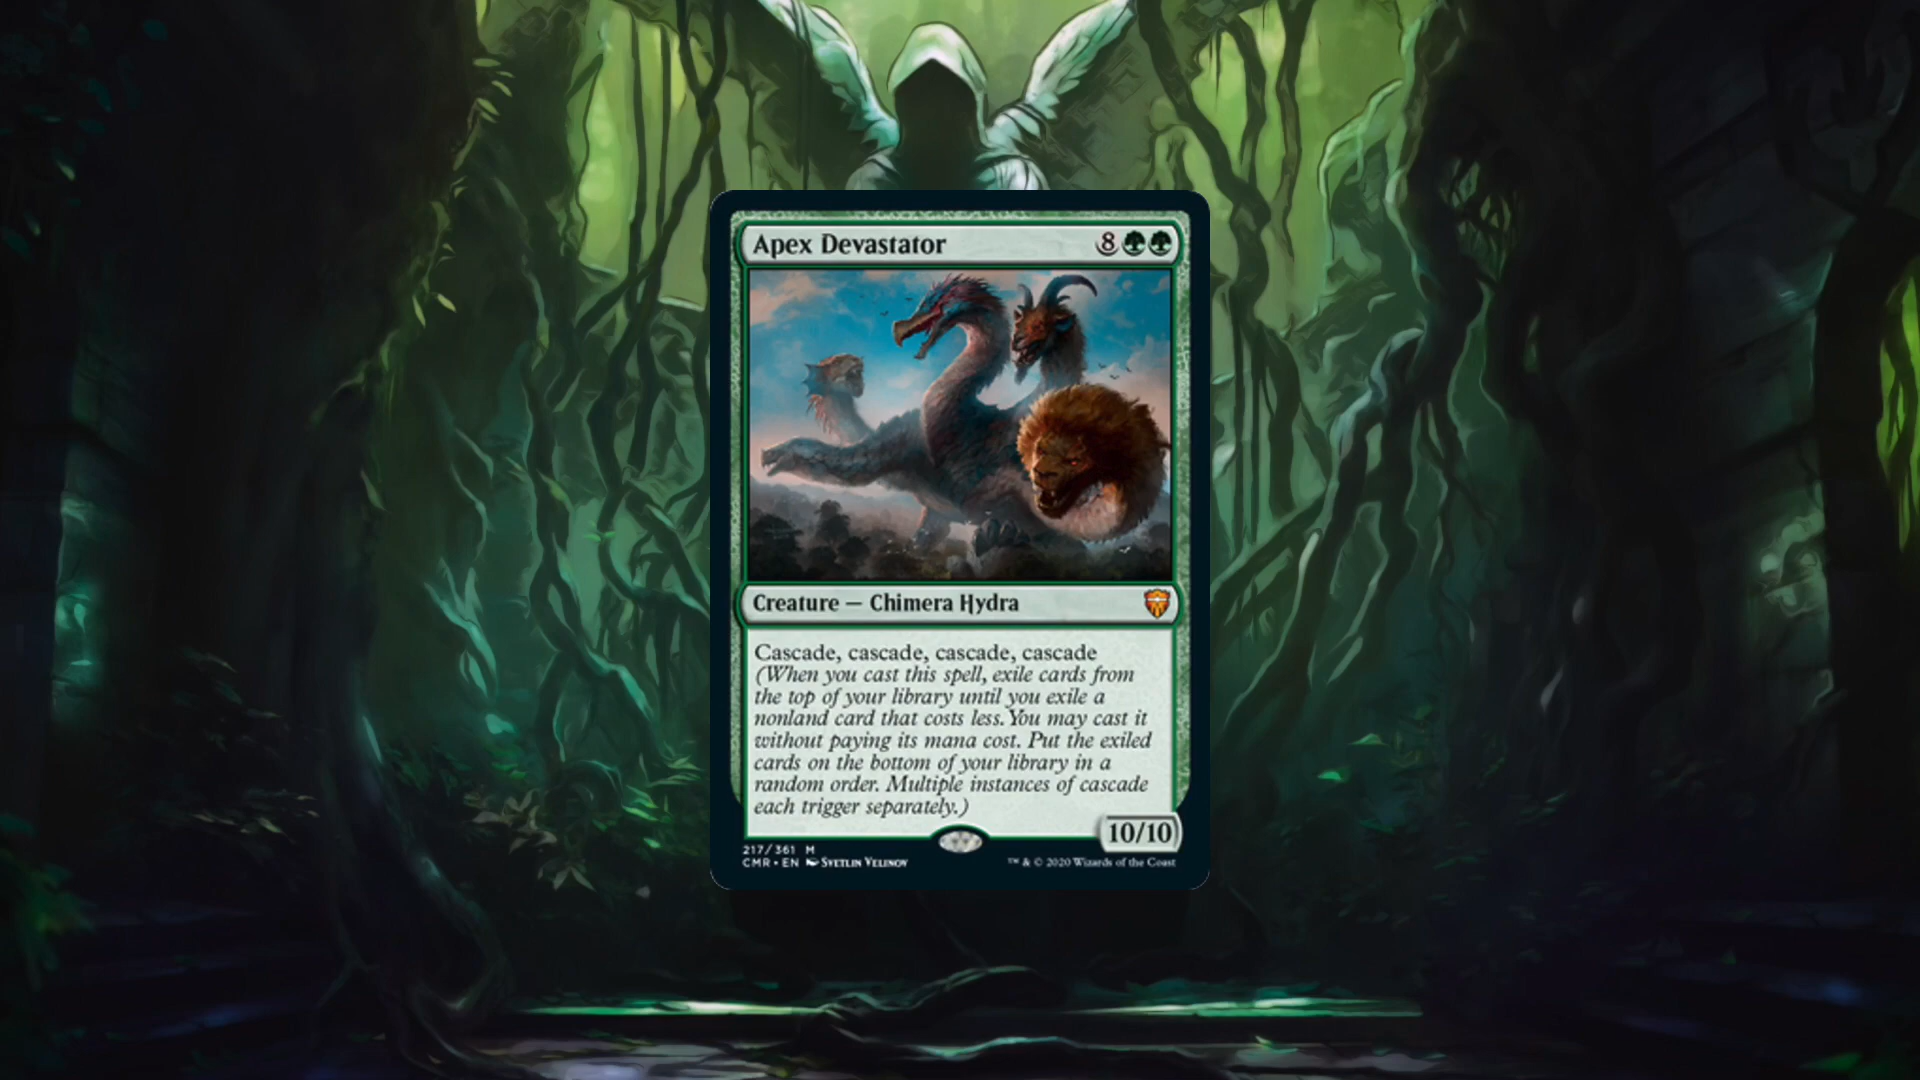 Apex Devastator 8
Creature — Chimera Hydra
Cascade, cascade, cascade, cascade
(When you cast this spell, exile cards from
the top of your library until you exile a
nonland card that costs less. You may cast it
without paying its mana cost. Put the exiled
cards on the bottom of your library in a
random order. Multiple instances of cascade
each trigger separately.)
10/10
217/361 M
CMR • EN Svetlin Velinov ™ & © 2020 Wizards of the Coast